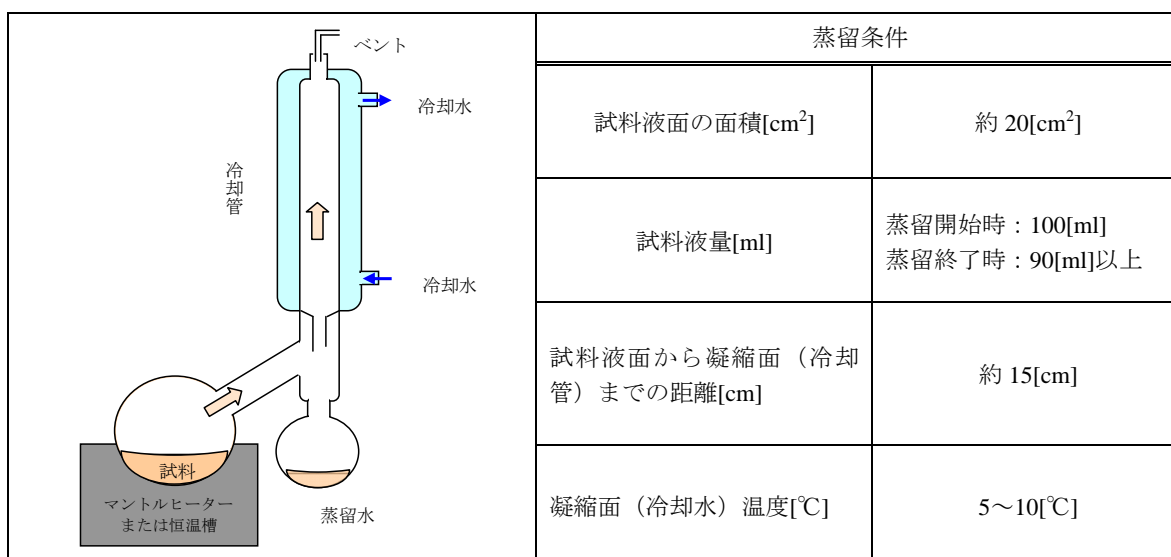 ベント
冷却水
冷却管
冷却水
試料
マントルヒーター
または恒温槽
蒸留水
蒸留条件
試料液面の面積[cm²]
約 20[cm²]
試料液量[ml]
蒸留開始時：100[ml]
蒸留終了時：90[ml]以上
試料液面から凝縮面（冷却
管）までの距離[cm]
約 15[cm]
凝縮面（冷却水）温度[℃]
5～10[℃]